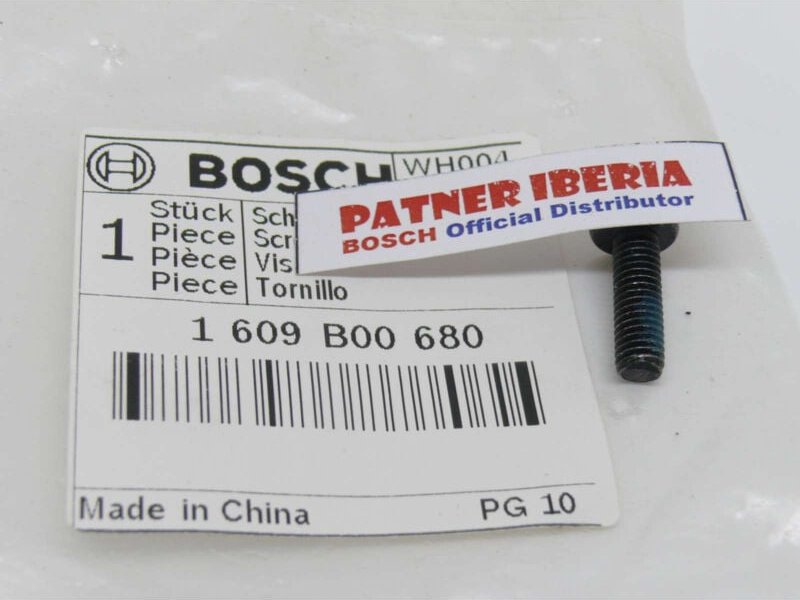 BOSCH WH004
1 Stück
Piece
Pièce
Piece
Tornillo
PATNER IBERIA
BOSCH Official Distributor
1 609 B00 680
Made in China PG 10